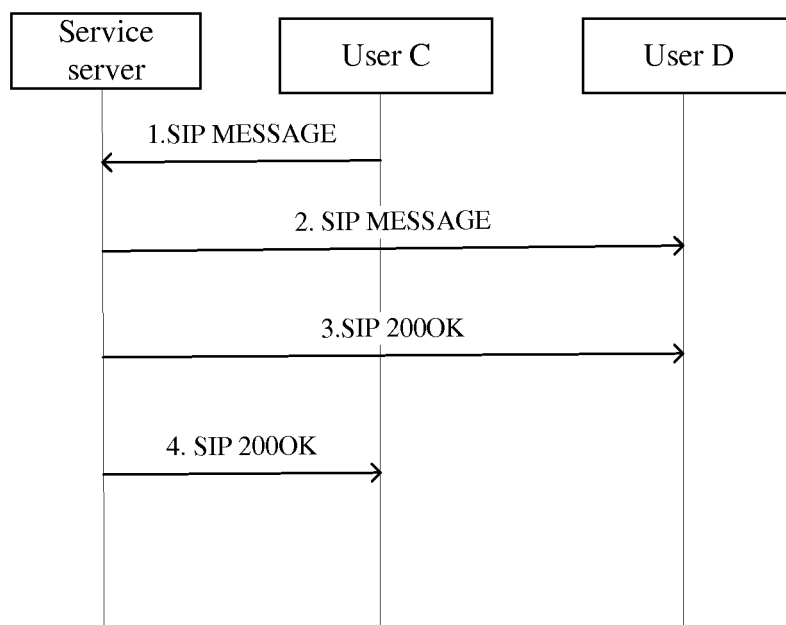 Service
server
User C
User D
1.SIP MESSAGE
2. SIP MESSAGE
3.SIP 200OK
4. SIP 200OK